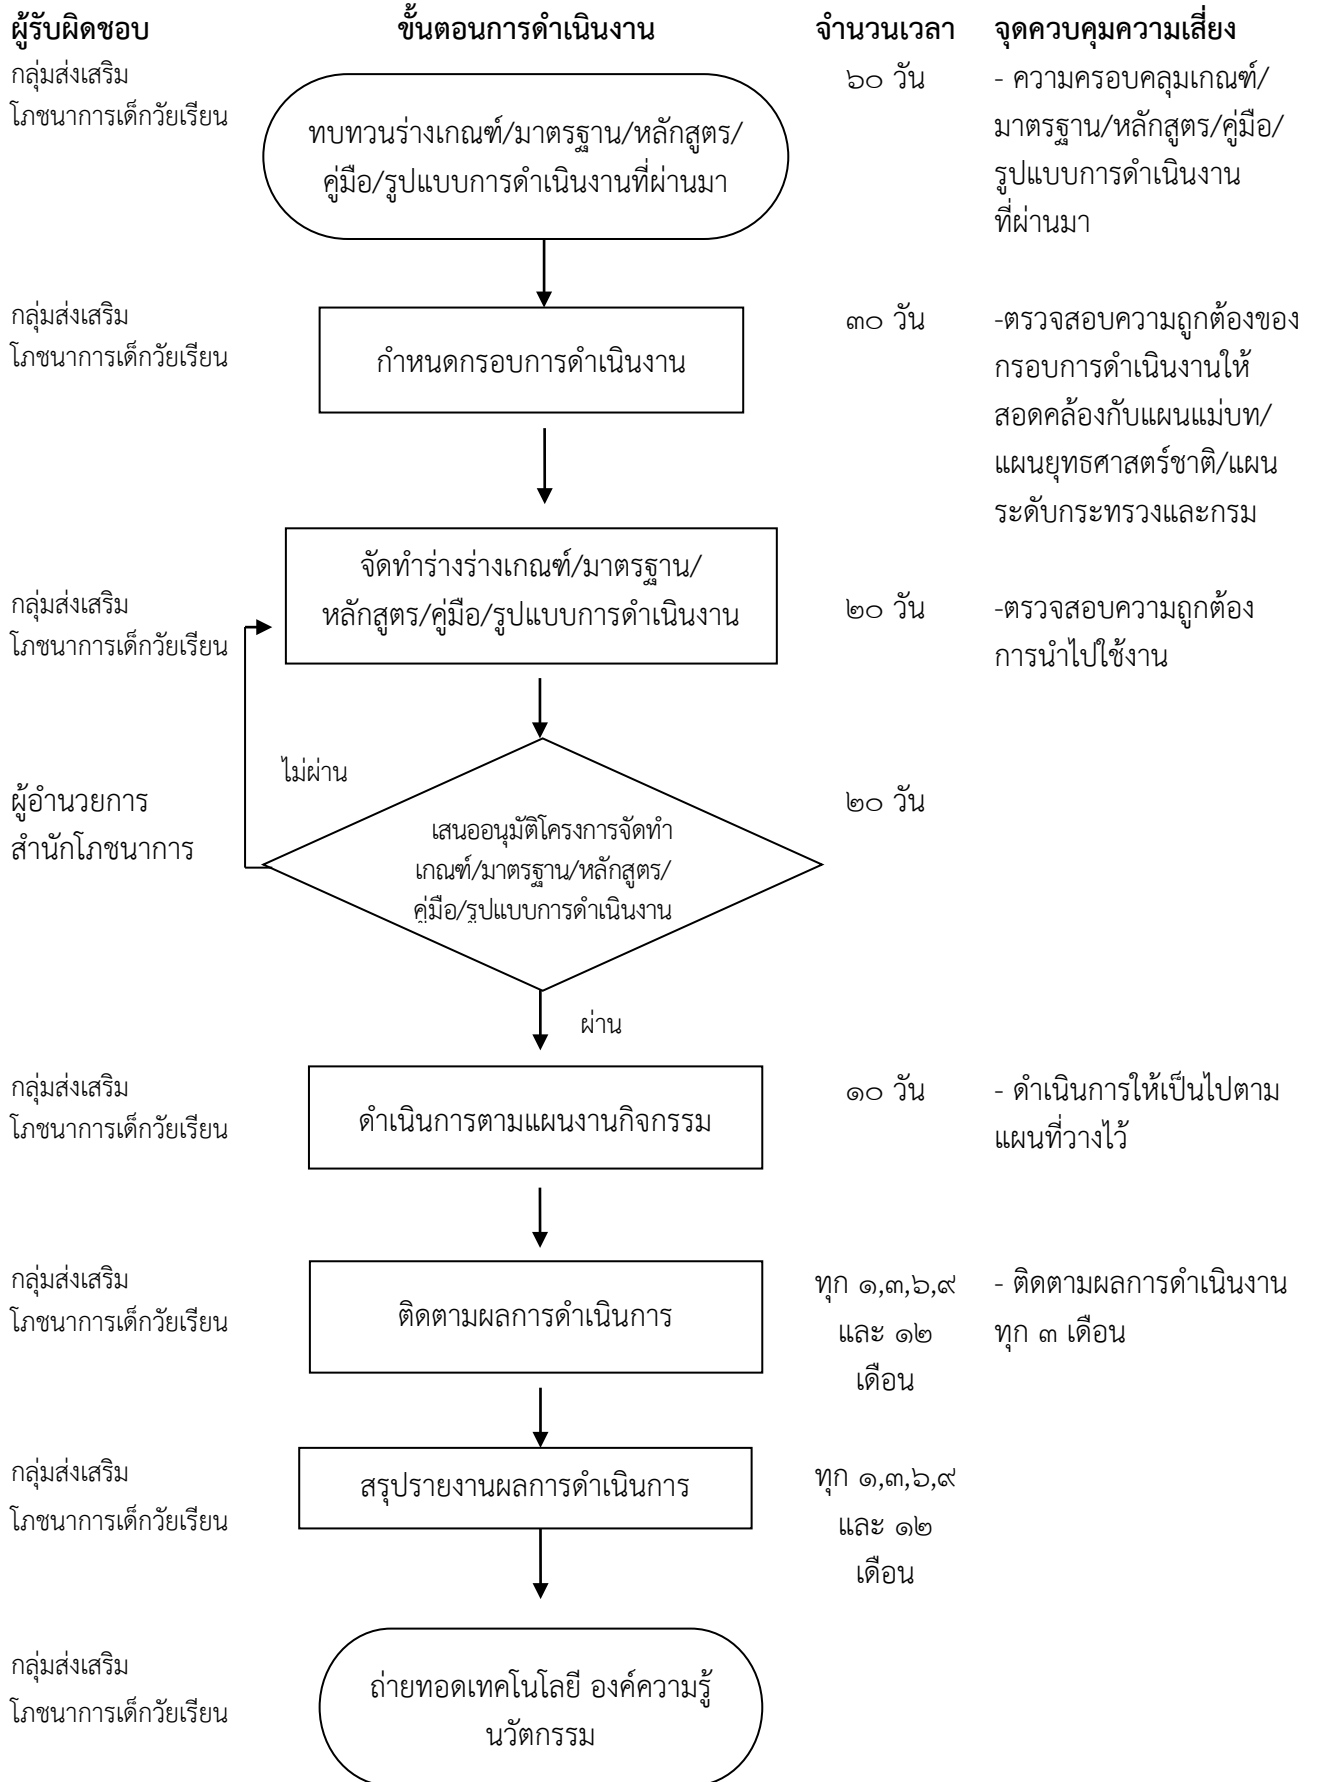 ผู้รับผิดชอบ ขั้นตอนการดำเนินงาน จำนวนเวลา จุดควบคุมความเสี่ยง
กลุ่มส่งเสริม
โภชนาการเด็กวัยเรียน
ทบทวนร่างเกณฑ์/มาตรฐาน/หลักสูตร/
คู่มือ/รูปแบบการดำเนินงานที่ผ่านมา
๖๐ วัน
- ความครอบคลุมเกณฑ์/
มาตรฐาน/หลักสูตร/คู่มือ/
รูปแบบการดำเนินงาน
ที่ผ่านมา
กลุ่มส่งเสริม
โภชนาการเด็กวัยเรียน
กำหนดกรอบการดำเนินงาน
๓๐ วัน
-ตรวจสอบความถูกต้องของ
กรอบการดำเนินงานให้
สอดคล้องกับแผนแม่บท/
แผนยุทธศาสตร์ชาติ/แผน
ระดับกระทรวงและกรม
กลุ่มส่งเสริม
โภชนาการเด็กวัยเรียน
จัดทำร่างร่างเกณฑ์/มาตรฐาน/
หลักสูตร/คู่มือ/รูปแบบการดำเนินงาน
๒๐ วัน
-ตรวจสอบความถูกต้อง
การนำไปใช้งาน
ไม่ผ่าน
ผู้อำนวยการ
สำนักโภชนาการ
เสนออนุมัติโครงการจัดทำ
เกณฑ์/มาตรฐาน/หลักสูตร/
คู่มือ/รูปแบบการดำเนินงาน
๒๐ วัน
ผ่าน
กลุ่มส่งเสริม
โภชนาการเด็กวัยเรียน
ดำเนินการตามแผนงานกิจกรรม
๑๐ วัน
- ดำเนินการให้เป็นไปตาม
แผนที่วางไว้
กลุ่มส่งเสริม
โภชนาการเด็กวัยเรียน
ติดตามผลการดำเนินการ
ทุก ๑,๓,๖,๙
และ ๑๒
เดือน
- ติดตามผลการดำเนินงาน
ทุก ๓ เดือน
กลุ่มส่งเสริม
โภชนาการเด็กวัยเรียน
สรุปรายงานผลการดำเนินการ
ทุก ๑,๓,๖,๙
และ ๑๒
เดือน
กลุ่มส่งเสริม
โภชนาการเด็กวัยเรียน
ถ่ายทอดเทคโนโลยี องค์ความรู้
นวัตกรรม